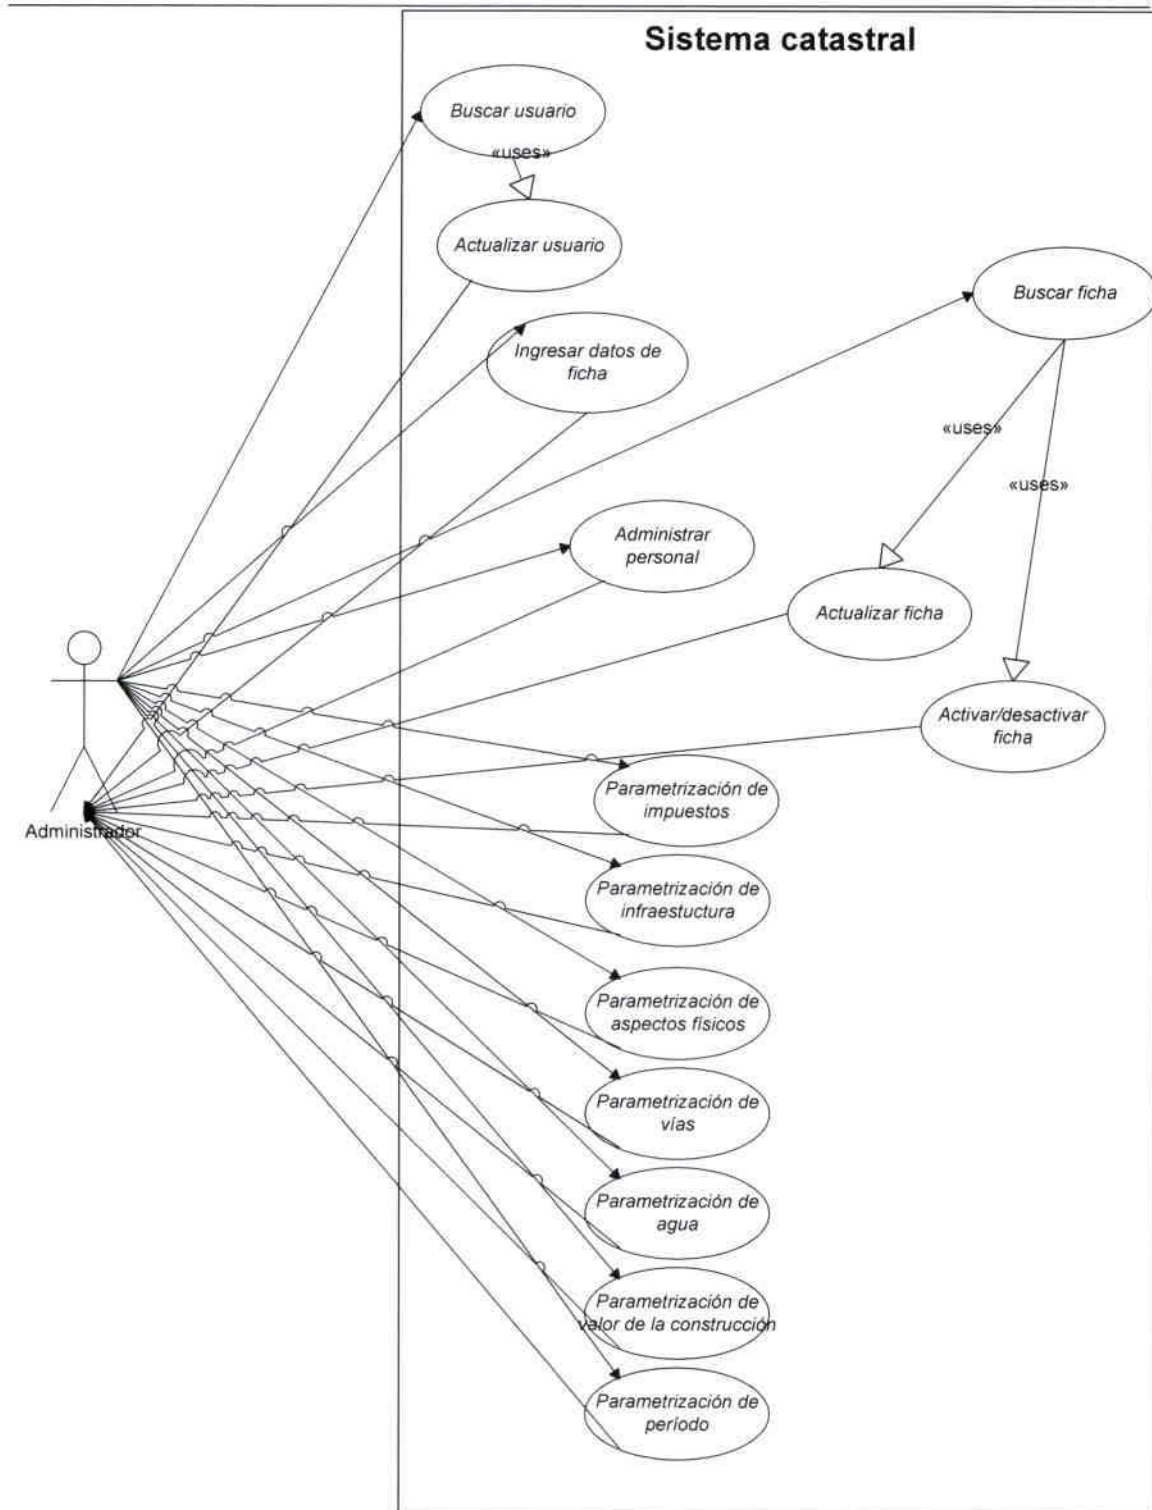 Sistema catastral
Buscar usuario
«uses»
Actualizar usuario
Buscar ficha
Ingresar datos de
ficha
«uses»
«uses»
Administrar
personal
Actualizar ficha
Activar/desactivar
ficha
Administrador
Parametrización de
impuestos
Parametrización de
infraestuctura
Parametrización de
aspectos físicos
Parametrización de
vías
Parametrización de
agua
Parametrización de
valor de la construcción
Parametrización de
período